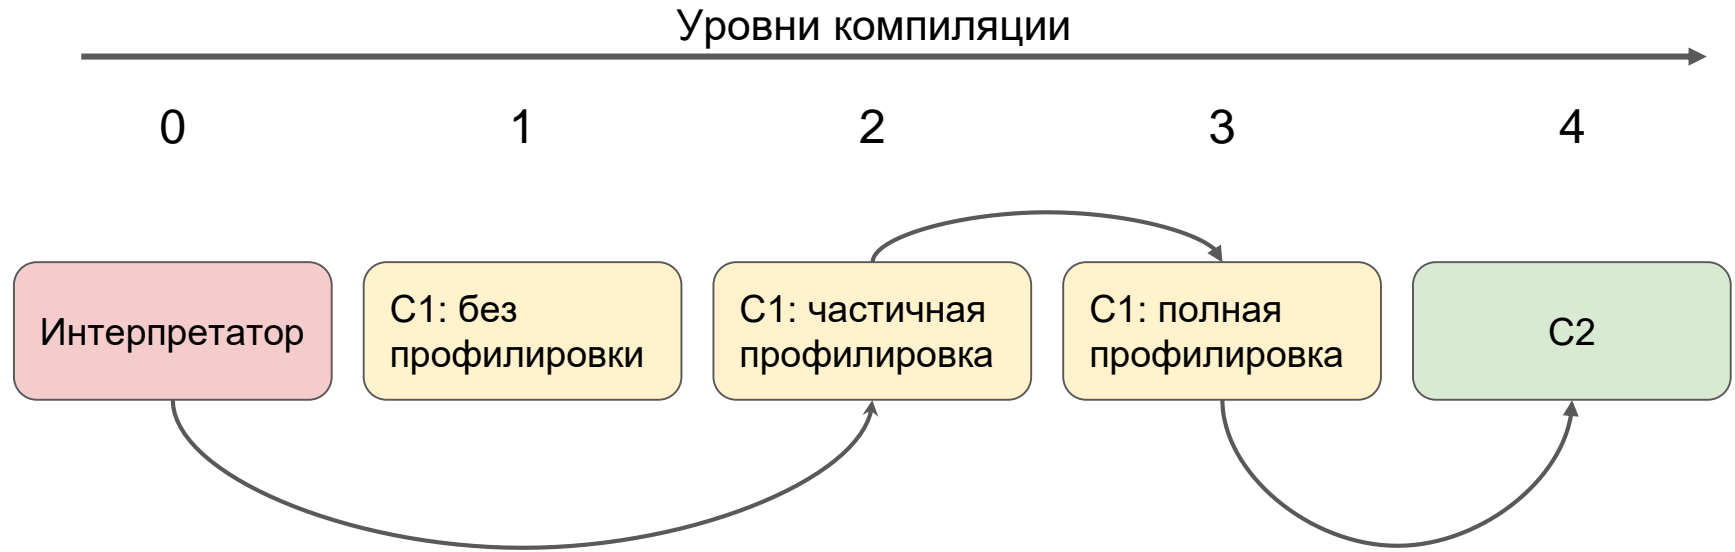 Уровни компиляции
0 1 2 3 4
Интерпретатор
C1: без
профилировки
C1: частичная
профилировка
C1: полная
профилировка
C2